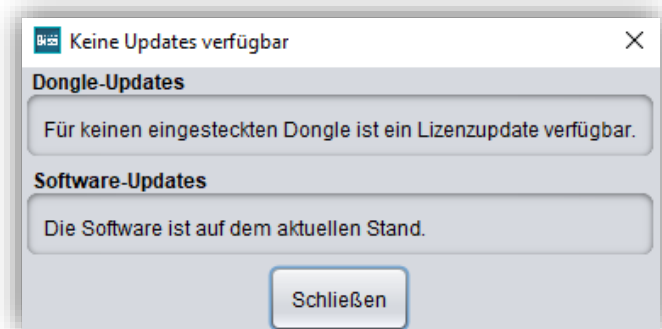 Biss
Keine Updates verfügbar
Dongle-Updates
Für keinen eingesteckten Dongle ist ein Lizenzupdate verfügbar.
Software-Updates
Die Software ist auf dem aktuellen Stand.
Schließen